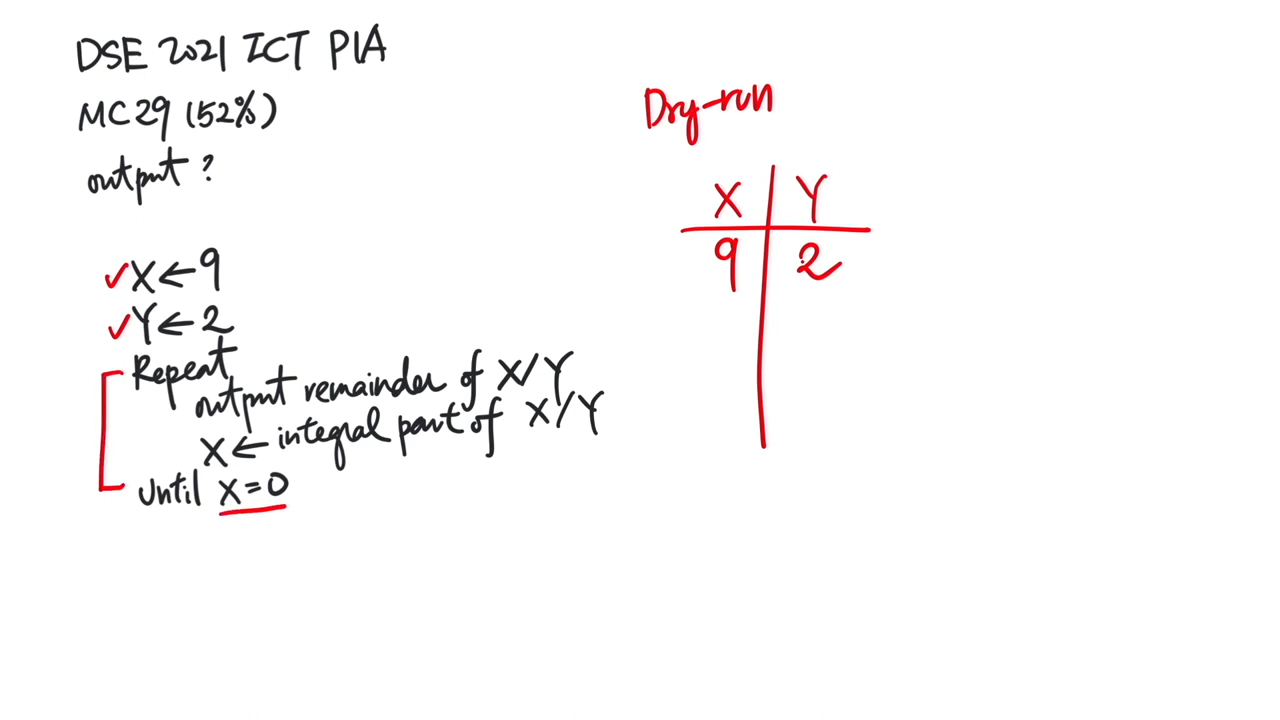 DSE 2021 ICT P1A
MC29 (52%)
output ?
✓X←9
✓Y←2
Repeat
output remainder of X/Y
X← integral part of X/Y
until X=0
Dry-run
X Y
9 2